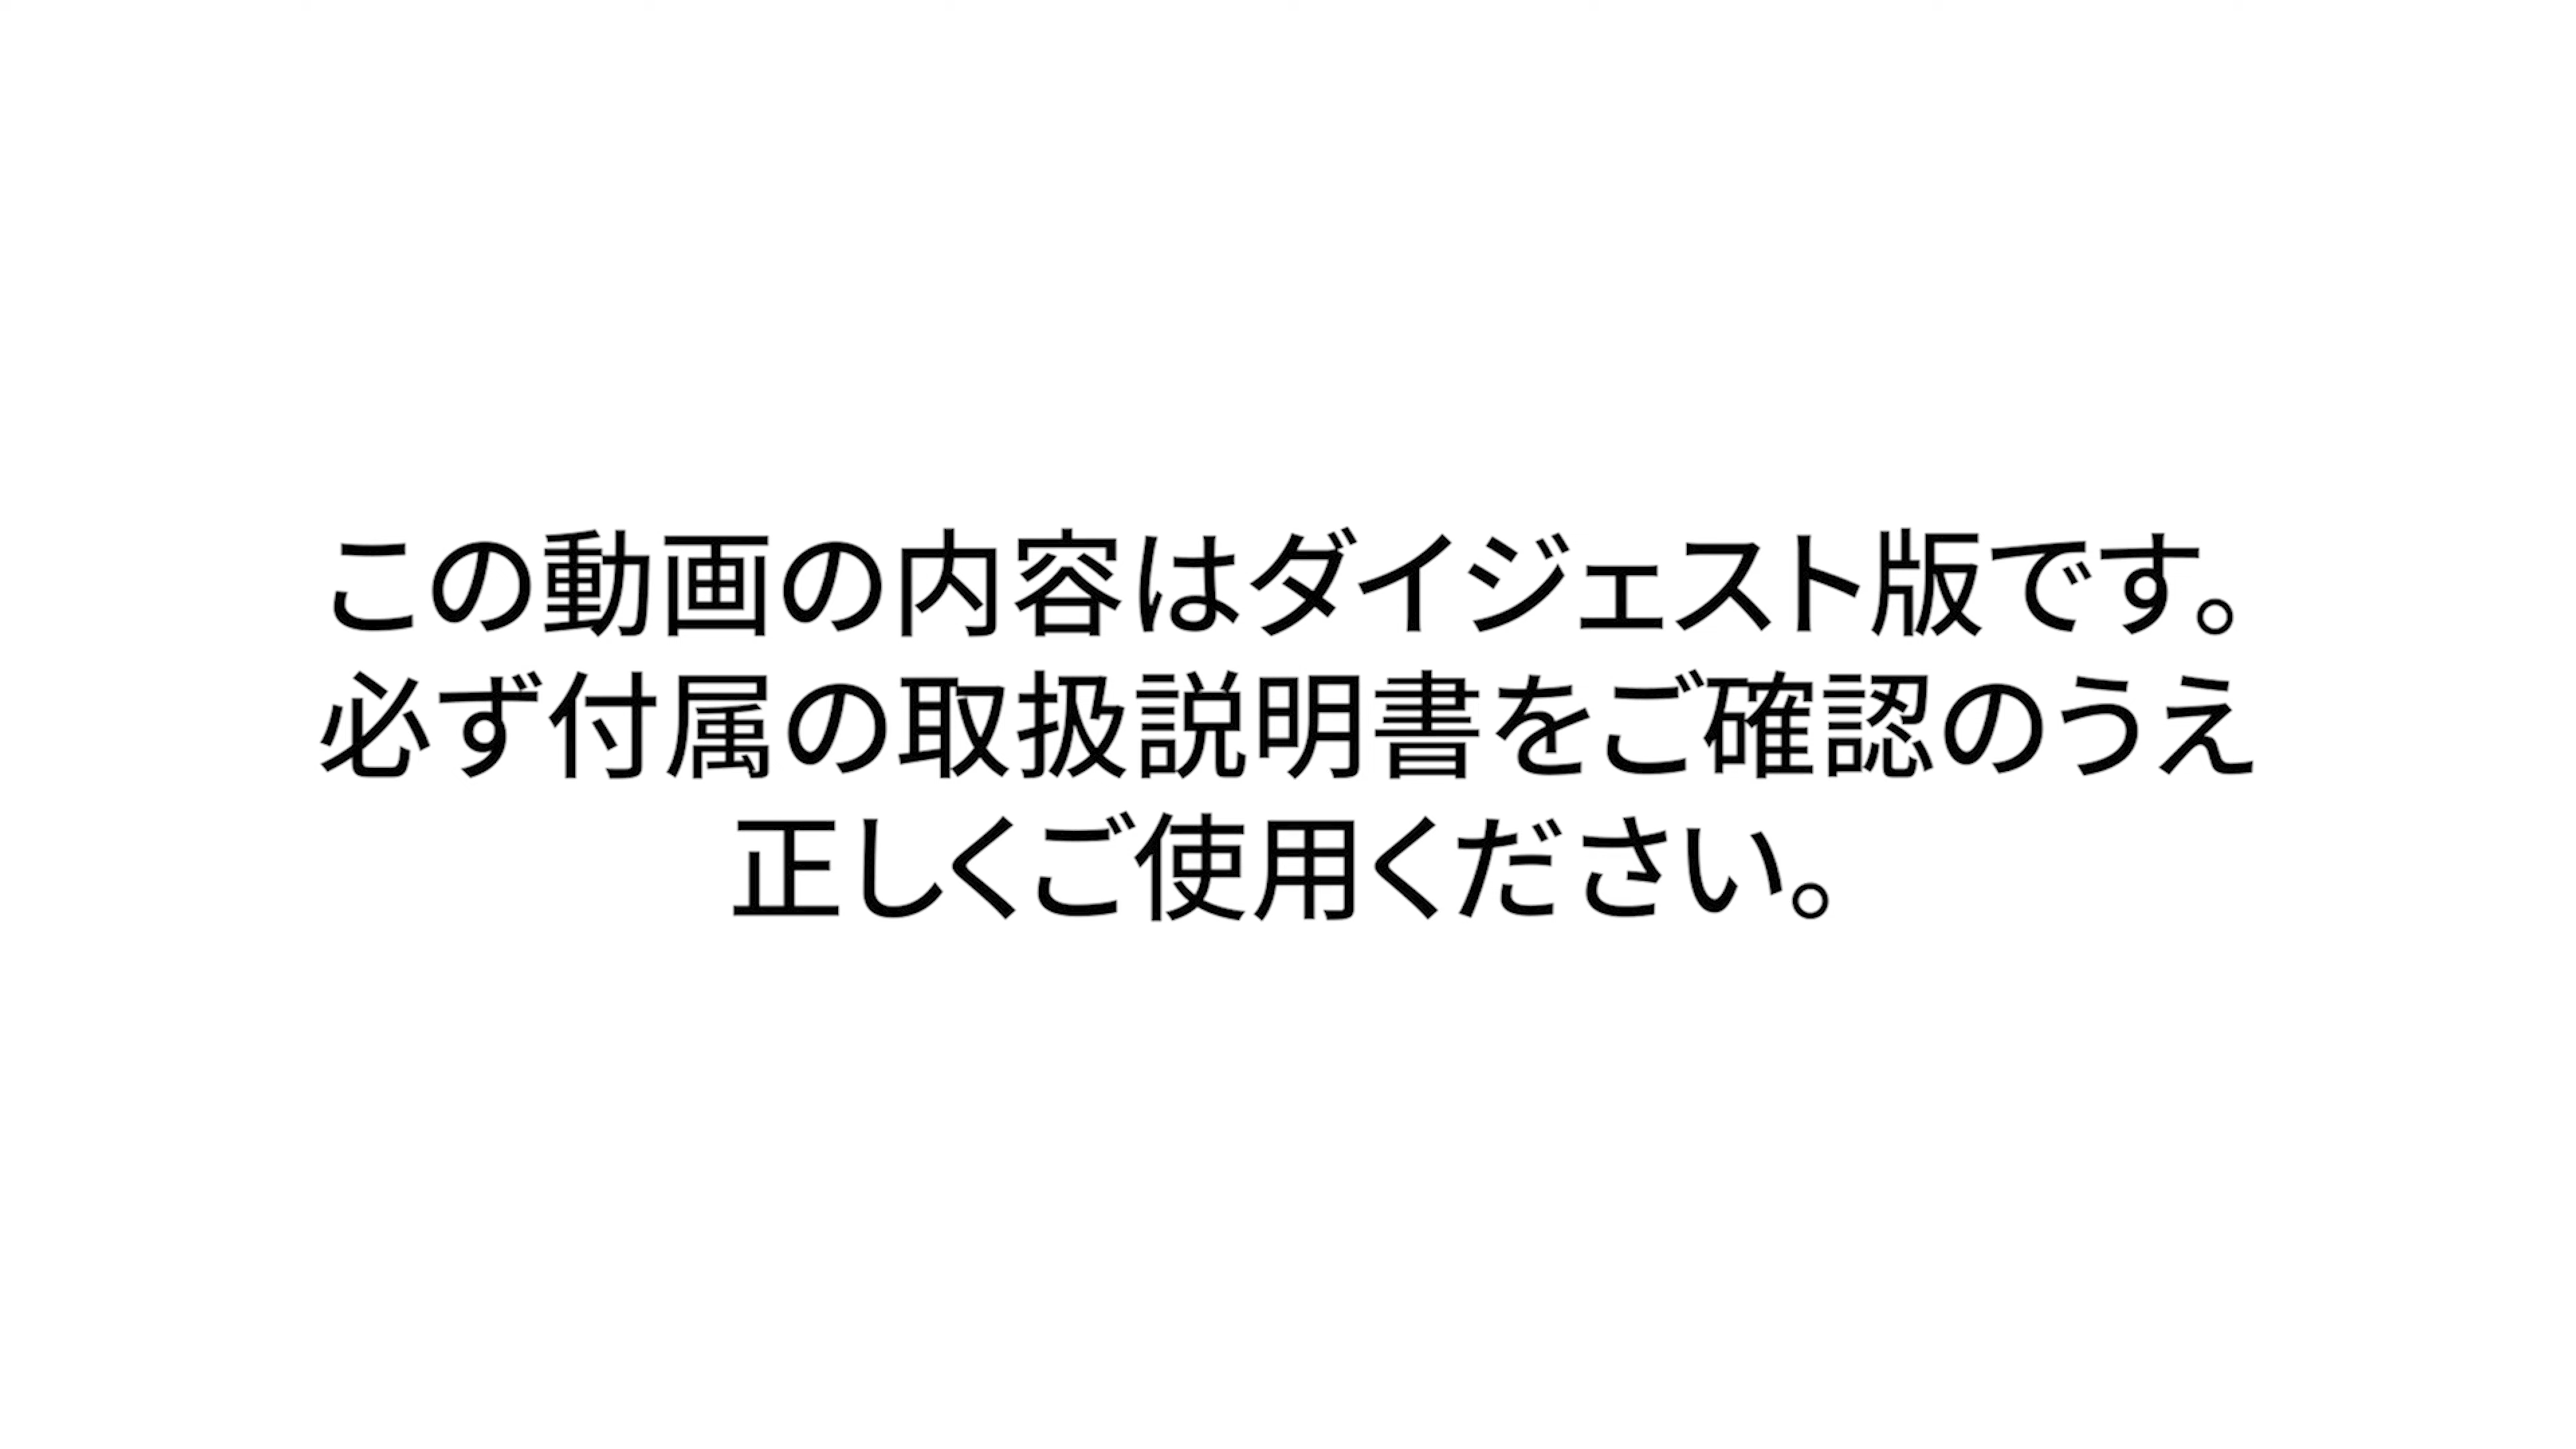 この動画の内容はダイジェスト版です。
必ず付属の取扱説明書をご確認のうえ
正しくご使用ください。